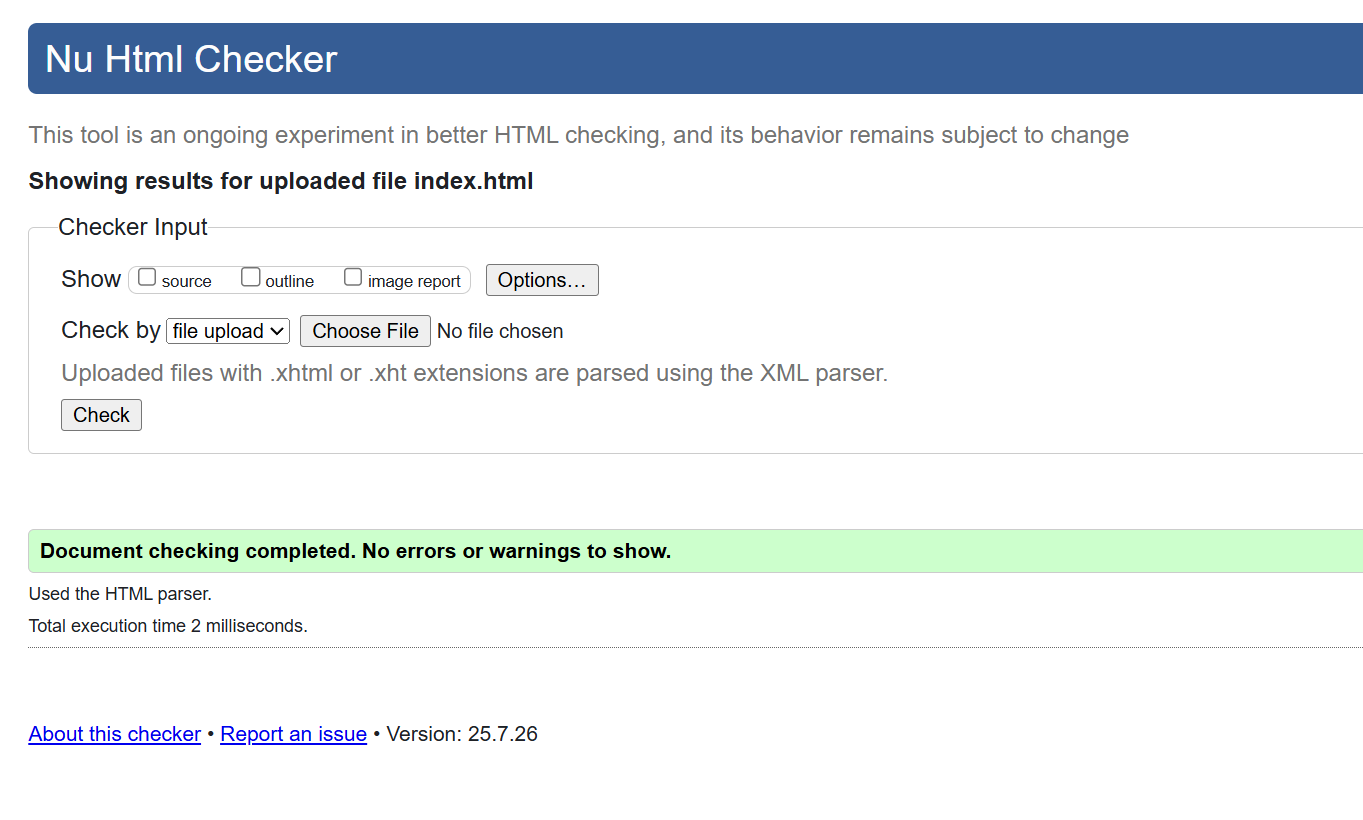 Nu Html Checker
This tool is an ongoing experiment in better HTML checking, and its behavior remains subject to change
Showing results for uploaded file index.html
Checker Input
Show source outline image report Options…
Check by file upload Choose File No file chosen
Uploaded files with .xhtml or .xht extensions are parsed using the XML parser.
Check
Document checking completed. No errors or warnings to show.
Used the HTML parser.
Total execution time 2 milliseconds.
About this checker • Report an issue • Version: 25.7.26